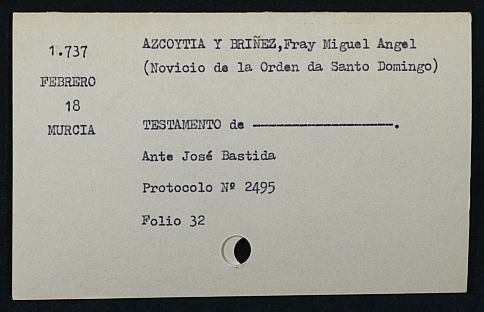 1.737
FEBRERO
18
MURCIA
AZCOYTIA Y BRIÑEZ,Fray Miguel Angel
(Novicio de la Orden da Santo Domingo)
TESTAMENTO de ------------------.
Ante José Bastida
Protocolo Nº 2495
Folio 32